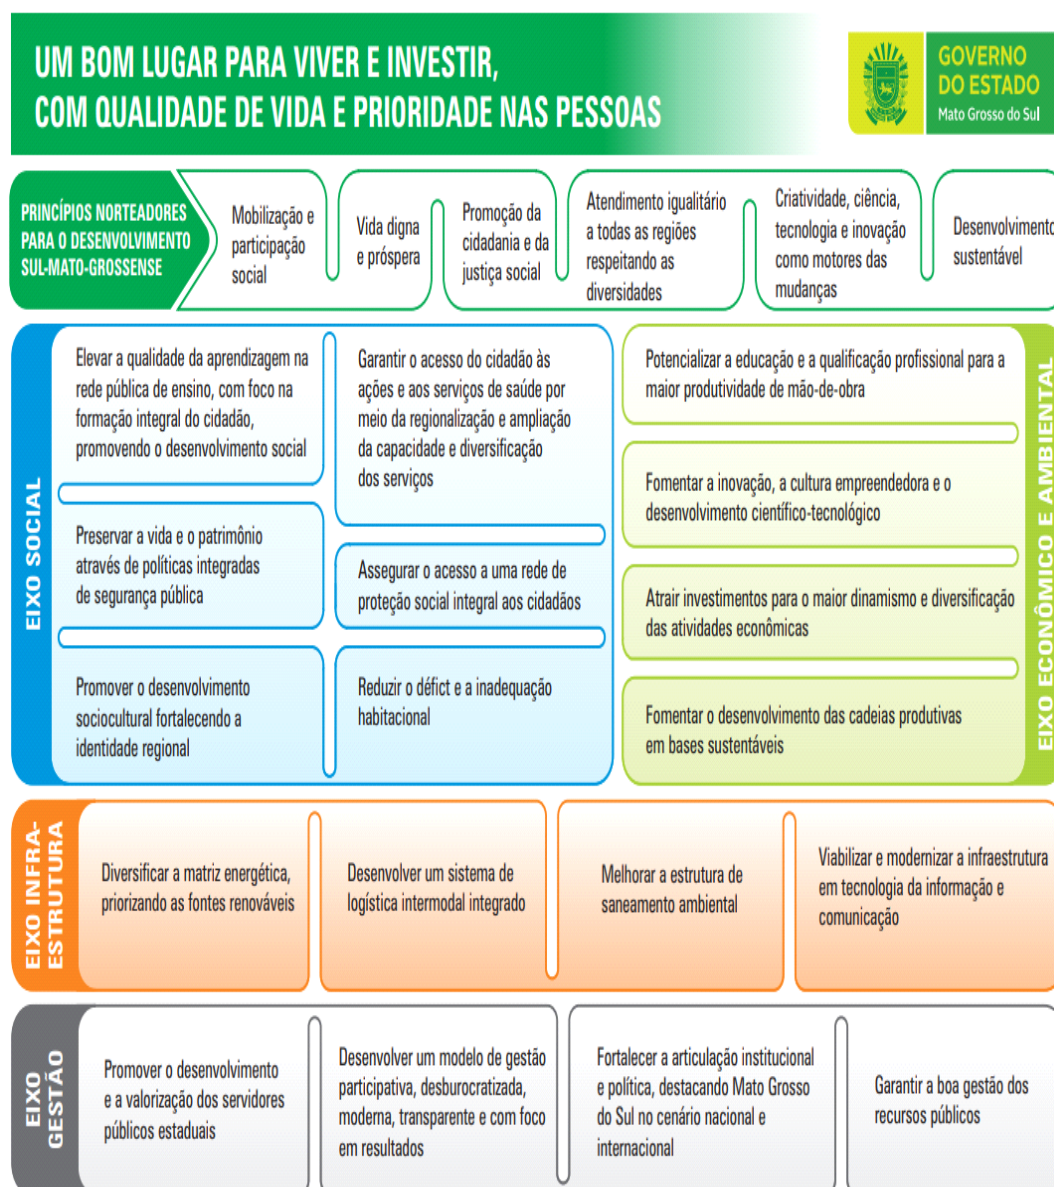 UM BOM LUGAR PARA VIVER E INVESTIR,
COM QUALIDADE DE VIDA E PRIORIDADE NAS PESSOAS
GOVERNO
DO ESTADO
Mato Grosso do Sul
PRINCÍPIOS NORTEADORES
PARA O DESENVOLVIMENTO
SUL-MATO-GROSSENSE
Mobilização e
participação
social
Vida digna
e próspera
Promoção da
cidadania e da
justiça social
Atendimento igualitário
a todas as regiões
respeitando as
diversidades
Criatividade, ciência,
tecnologia e inovação
como motores das
mudanças
Desenvolvimento
sustentável
EIXO SOCIAL
Elevar a qualidade da aprendizagem na
rede pública de ensino, com foco na
formação integral do cidadão,
promovendo o desenvolvimento social
Preservar a vida e o patrimônio
através de políticas integradas
de segurança pública
Promover o desenvolvimento
sociocultural fortalecendo a
identidade regional
Garantir o acesso do cidadão às
ações e aos serviços de saúde por
meio da regionalização e ampliação
da capacidade e diversificação
dos serviços
Assegurar o acesso a uma rede de
proteção social integral aos cidadãos
Reduzir o défict e a inadequação
habitacional
EIXO ECONÔMICO E AMBIENTAL
Potencializar a educação e a qualificação profissional para a
maior produtividade de mão-de-obra
Fomentar a inovação, a cultura empreendedora e o
desenvolvimento científico-tecnológico
Atrair investimentos para o maior dinamismo e diversificação
das atividades econômicas
Fomentar o desenvolvimento das cadeias produtivas
em bases sustentáveis
EIXO INFRA-
ESTRUTURA
Diversificar a matriz energética,
priorizando as fontes renováveis
Desenvolver um sistema de
logística intermodal integrado
Melhorar a estrutura de
saneamento ambiental
Viabilizar e modernizar a infraestrutura
em tecnologia da informação e
comunicação
EIXO
GESTÃO
Promover o desenvolvimento
e a valorização dos servidores
públicos estaduais
Desenvolver um modelo de gestão
participativa, desburocratizada,
moderna, transparente e com foco
em resultados
Fortalecer a articulação institucional
e política, destacando Mato Grosso
do Sul no cenário nacional e
internacional
Garantir a boa gestão dos
recursos públicos